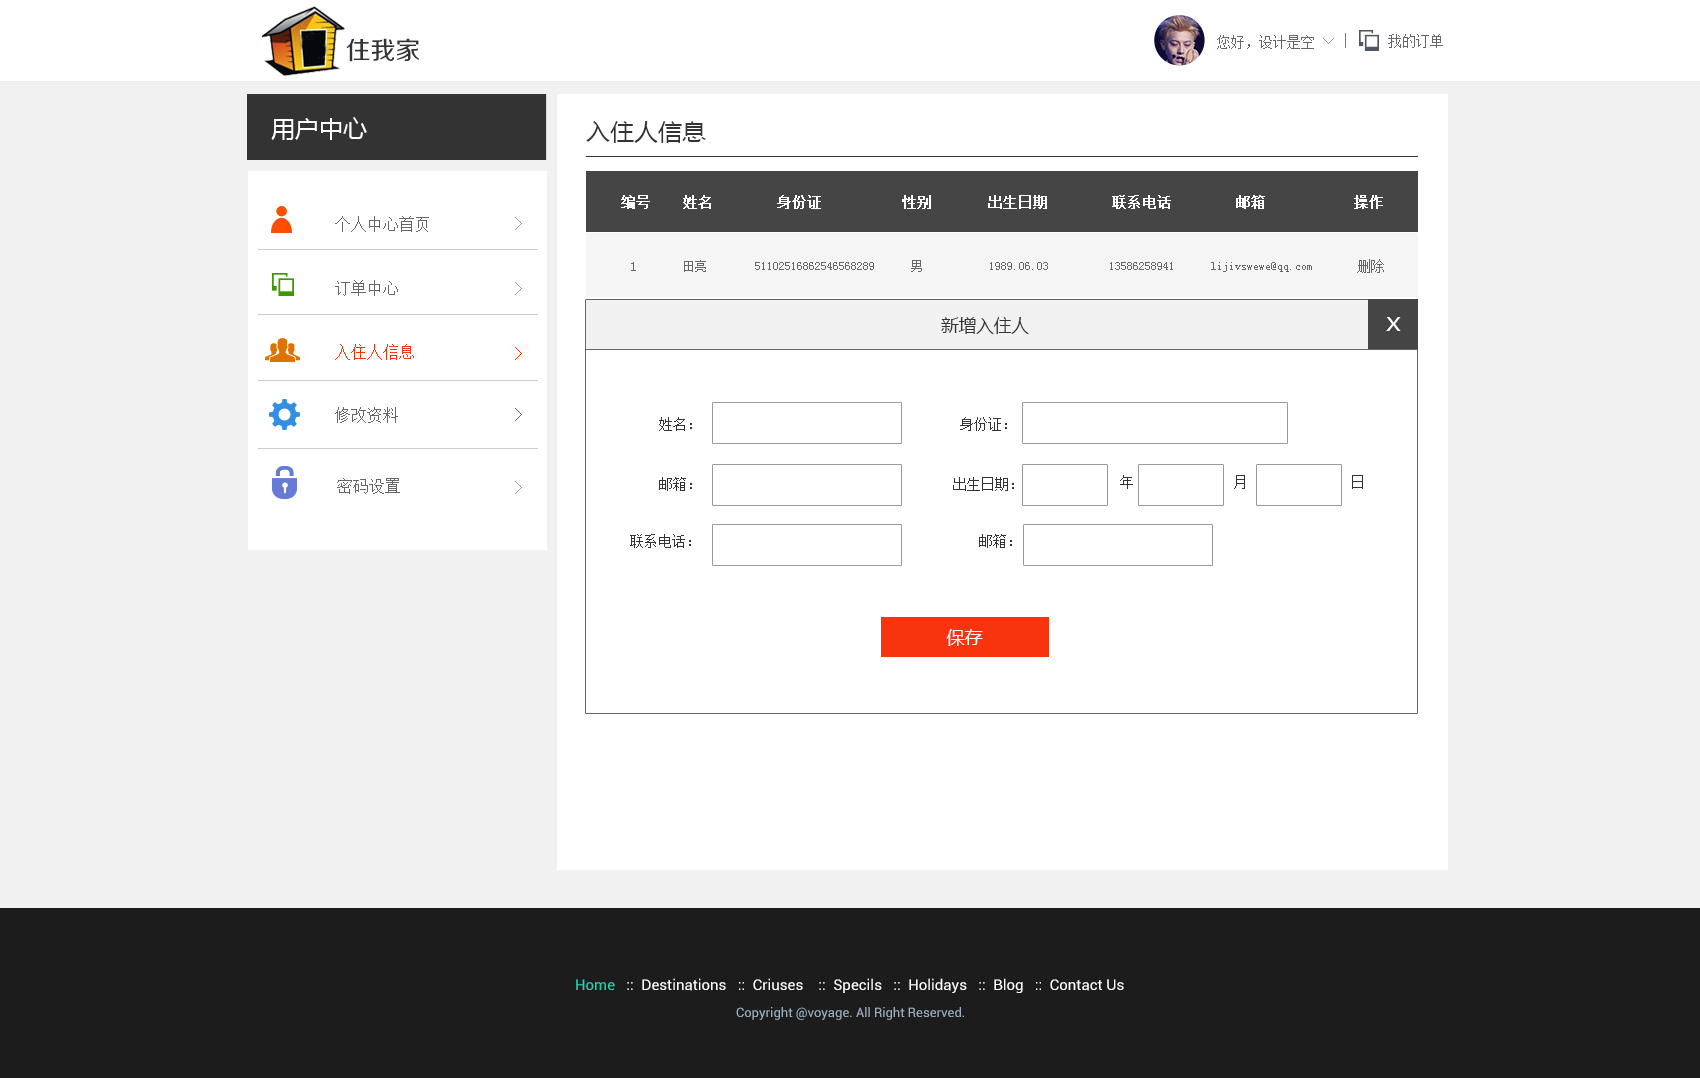 住我家
您好，设计是空 我的订单
用户中心
个人中心首页
订单中心
入住人信息
修改资料
密码设置
入住人信息
编号 姓名 身份证 性别 出生日期 联系电话 邮箱 操作
1 田亮 51102516862546568289 男 1989.06.03 13586258941 lijivswewe@qq.com 删除
新增入住人 X
姓名： 身份证：
邮箱： 出生日期： 年 月 日
联系电话： 邮箱：
保存
Home :: Destinations :: Criuses :: Specils :: Holidays :: Blog :: Contact Us
Copyright @voyage. All Right Reserved.